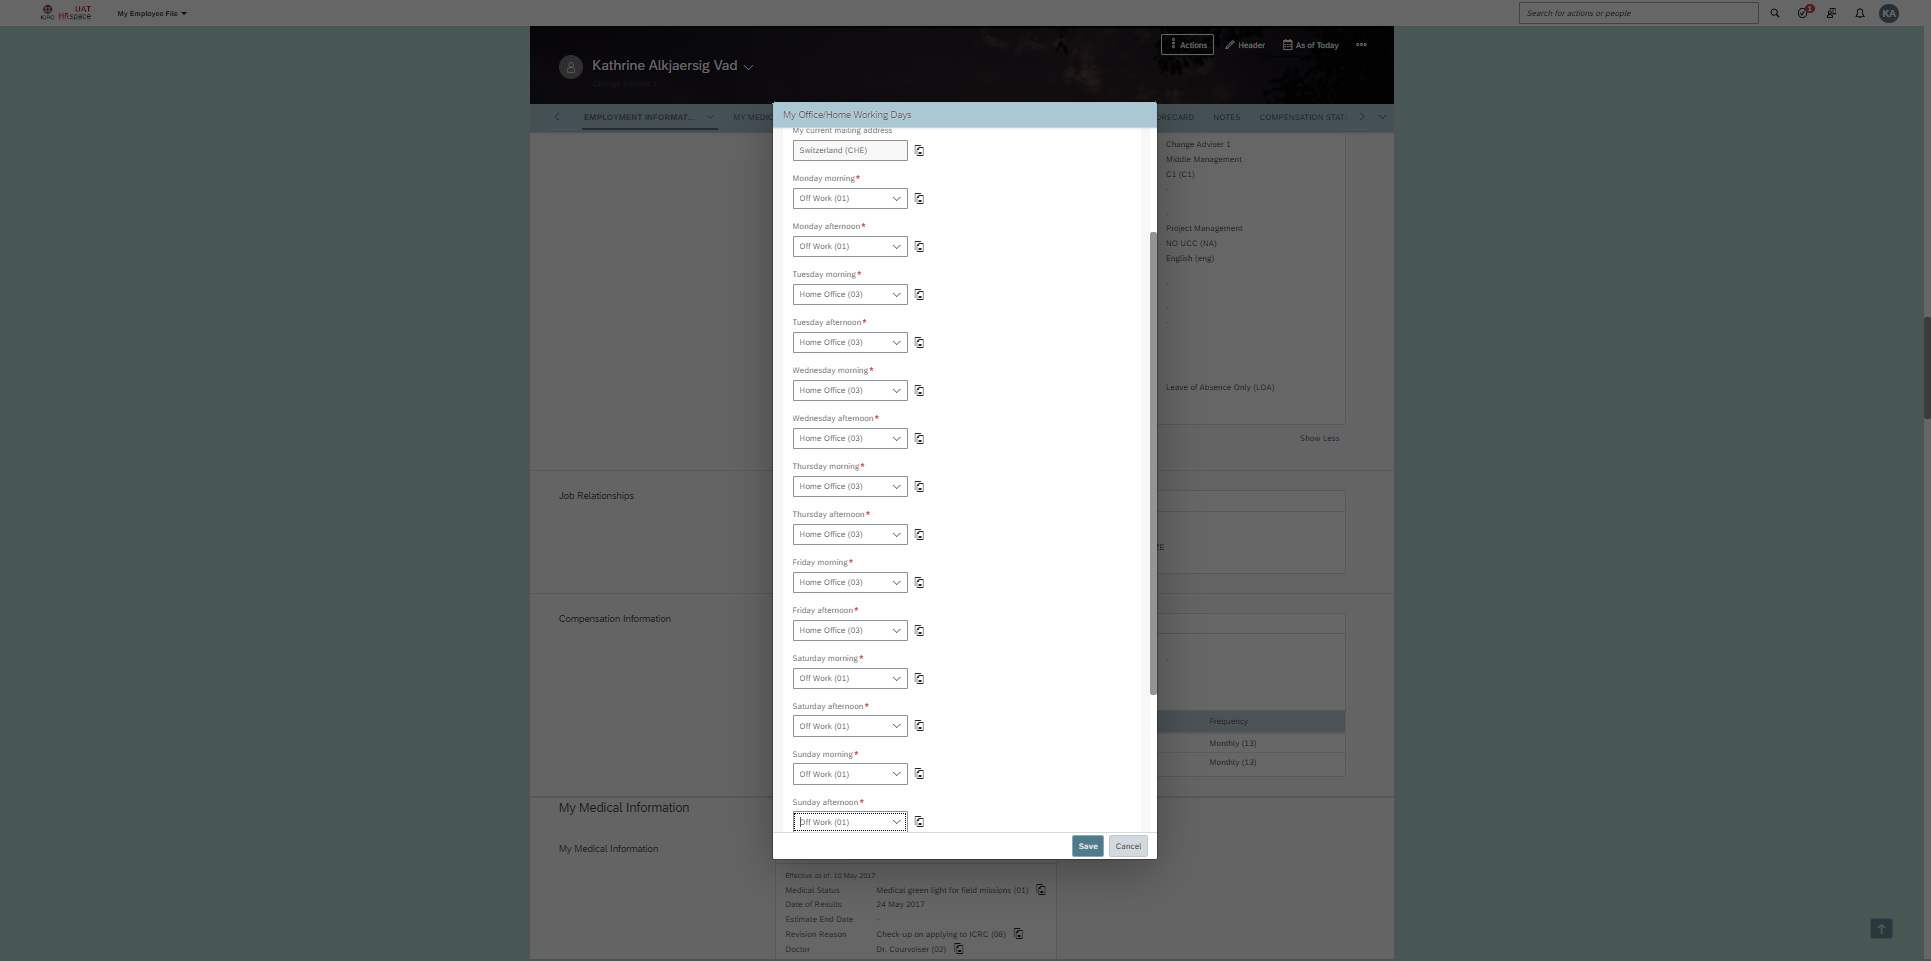 ICRC UAT HRspace
My Employee File
Search for actions or people
1
KA
Actions
Header
As of Today
Kathrine Alkjaersig Vad
Change Adviser 1
EMPLOYMENT INFORMAT...
MY MEDIC
ORECARD
NOTES
COMPENSATION STAT
My Office/Home Working Days
My current mailing address
Switzerland (CHE)
Monday morning*
Off Work (01)
Monday afternoon*
Off Work (01)
Tuesday morning*
Home Office (03)
Tuesday afternoon*
Home Office (03)
Wednesday morning*
Home Office (03)
Wednesday afternoon*
Home Office (03)
Thursday morning*
Home Office (03)
Thursday afternoon*
Home Office (03)
Friday morning*
Home Office (03)
Friday afternoon*
Home Office (03)
Saturday morning*
Off Work (01)
Saturday afternoon*
Off Work (01)
Sunday morning*
Off Work (01)
Sunday afternoon*
Off Work (01)
Save
Cancel
Change Adviser 1
Middle Management
C1 (C1)
Project Management
NO UCC (NA)
English (eng)
Leave of Absence Only (LOA)
Show Less
Job Relationships
ZE
Compensation Information
Frequency
Monthly (13)
Monthly (13)
My Medical Information
My Medical Information
Effective as of: 10 May 2017
Medical Status Medical green light for field missions (01)
Date of Results 24 May 2017
Estimate End Date -
Revision Reason Check-up on applying to ICRC (08)
Doctor Dr. Courvoiser (02)